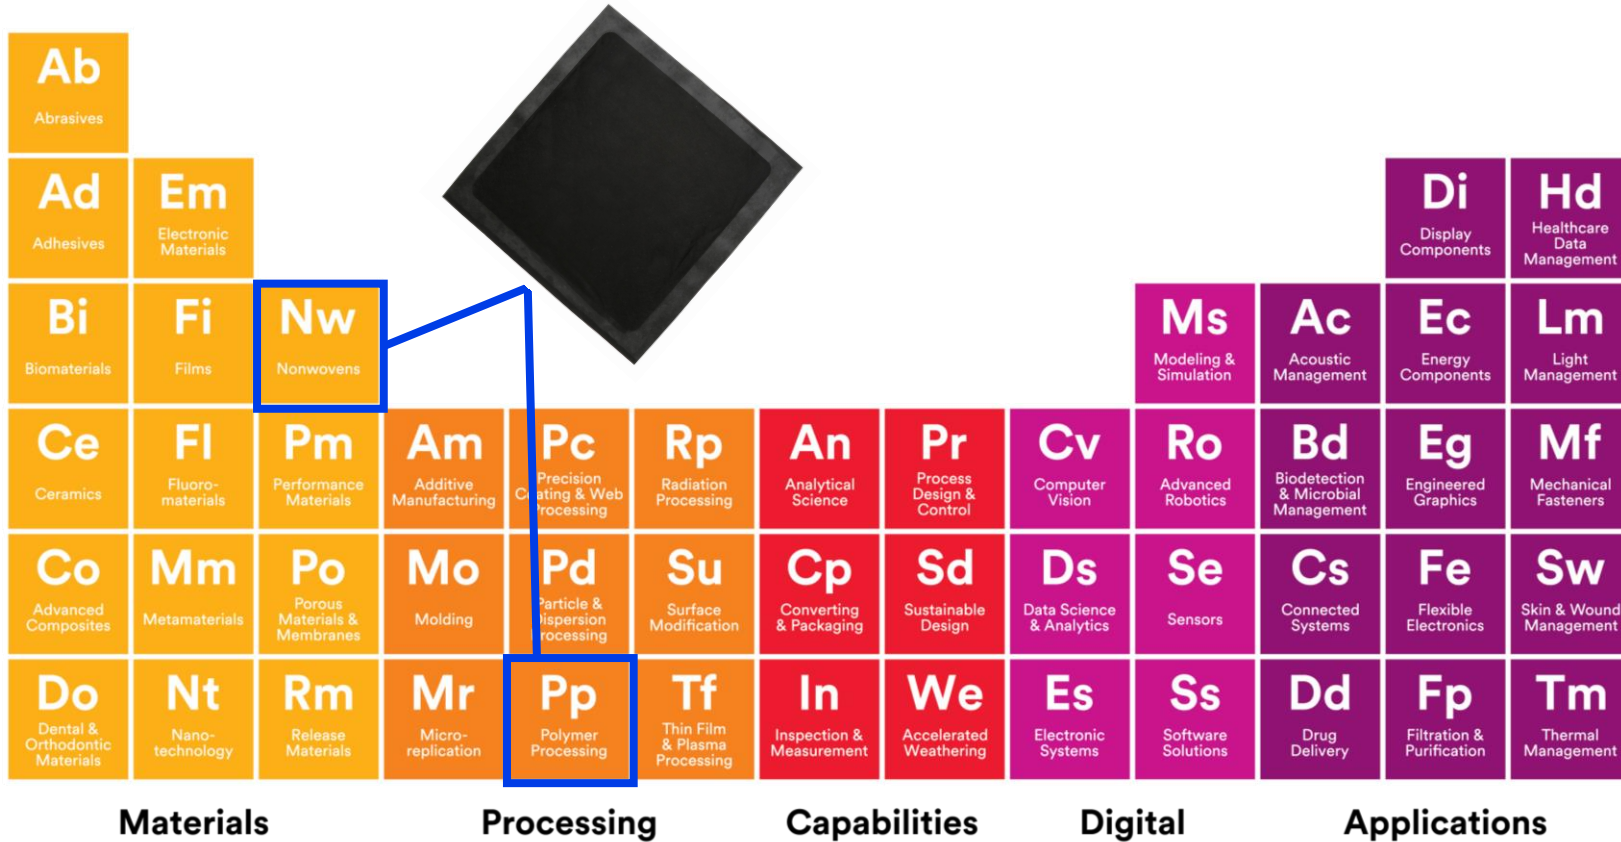 Ab
Abrasives
Ad
Adhesives
Em
Electronic
Materials
Di
Display
Components
Hd
Healthcare
Data
Management
Bi
Biomaterials
Fi
Films
Nw
Nonwovens
Ms
Modeling &
Simulation
Ac
Acoustic
Management
Ec
Energy
Components
Lm
Light
Management
Ce
Ceramics
Fl
Fluoro-
materials
Pm
Performance
Materials
Am
Additive
Manufacturing
Pc
Precision
Coating & Web
Processing
Rp
Radiation
Processing
An
Analytical
Science
Pr
Process
Design &
Control
Cv
Computer
Vision
Ro
Advanced
Robotics
Bd
Biodetection
& Microbial
Management
Eg
Engineered
Graphics
Mf
Mechanical
Fasteners
Co
Advanced
Composites
Mm
Metamaterials
Po
Porous
Materials &
Membranes
Mo
Molding
Pd
Particle &
Dispersion
Processing
Su
Surface
Modification
Cp
Converting
& Packaging
Sd
Sustainable
Design
Ds
Data Science
& Analytics
Se
Sensors
Cs
Connected
Systems
Fe
Flexible
Electronics
Sw
Skin & Wound
Management
Do
Dental &
Orthodontic
Materials
Nt
Nano-
technology
Rm
Release
Materials
Mr
Micro-
replication
Pp
Polymer
Processing
Tf
Thin Film
& Plasma
Processing
In
Inspection &
Measurement
We
Accelerated
Weathering
Es
Electronic
Systems
Ss
Software
Solutions
Dd
Drug
Delivery
Fp
Filtration &
Purification
Tm
Thermal
Management
Materials
Processing
Capabilities
Digital
Applications